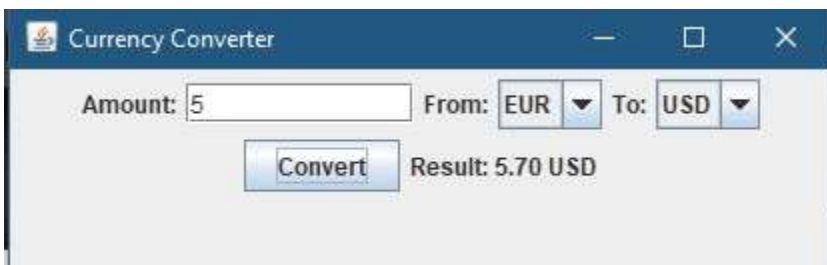 Currency Converter
Amount: 5 From: EUR To: USD
Convert Result: 5.70 USD